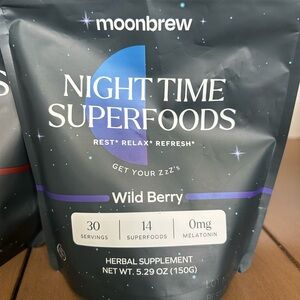 moonbrew
NIGHT TIME
SUPERFOODS
REST* RELAX* REFRESH*
GET YOUR ZzZ's
Wild Berry
30 14 0mg
SERVINGS SUPERFOODS MELATONIN
HERBAL SUPPLEMENT
NET WT. 5.29 OZ (150G)